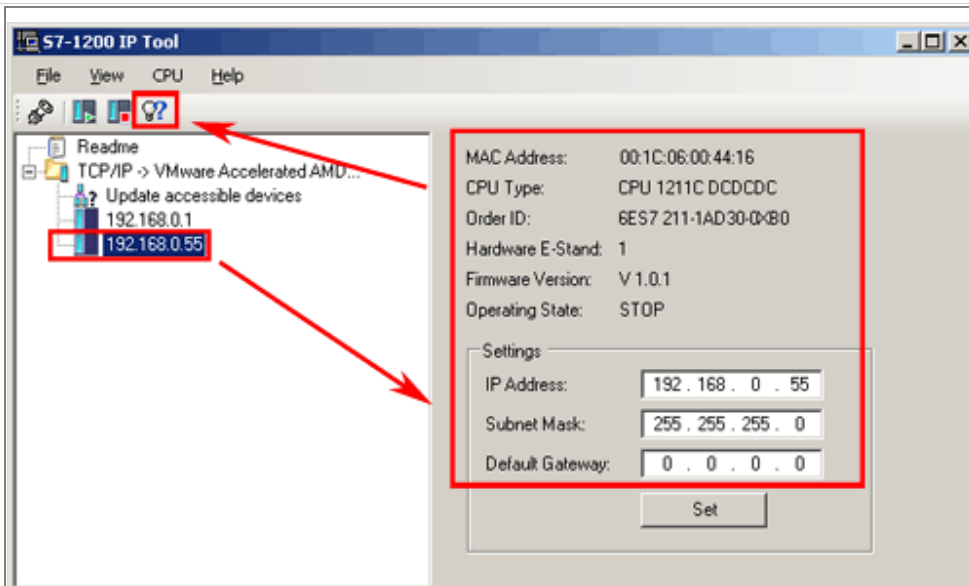 S7-1200 IP Tool
File View CPU Help
Readme
TCP/IP -> VMware Accelerated AMD...
Update accessible devices
192.168.0.1
192.168.0.55
MAC Address: 00:1C:06:00:44:16
CPU Type: CPU 1211C DCDCDC
Order ID: 6ES7 211-1AD30-0XB0
Hardware E-Stand: 1
Firmware Version: V 1.0.1
Operating State: STOP
Settings
IP Address: 192 . 168 . 0 . 55
Subnet Mask: 255 . 255 . 255 . 0
Default Gateway: 0 . 0 . 0 . 0
Set